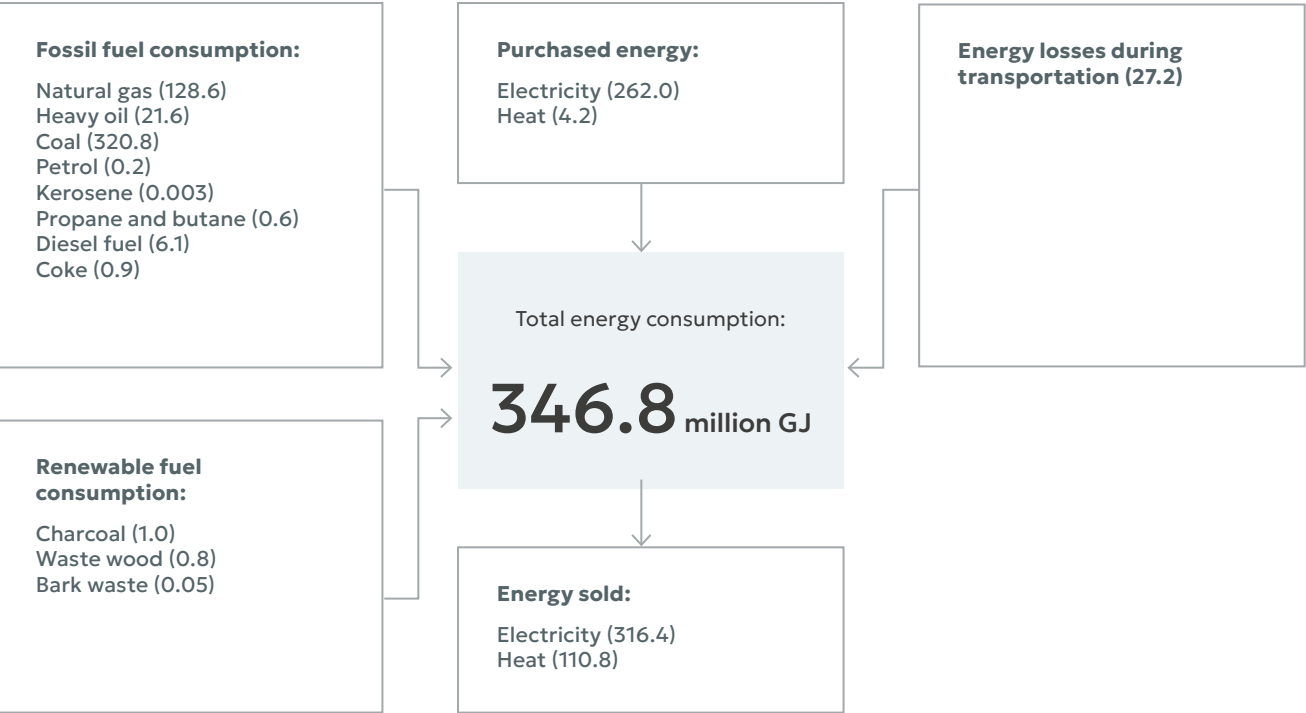 Fossil fuel consumption:
Natural gas (128.6)
Heavy oil (21.6)
Coal (320.8)
Petrol (0.2)
Kerosene (0.003)
Propane and butane (0.6)
Diesel fuel (6.1)
Coke (0.9)
Purchased energy:
Electricity (262.0)
Heat (4.2)
Energy losses during
transportation (27.2)
Total energy consumption:
346.8 million GJ
Renewable fuel
consumption:
Charcoal (1.0)
Waste wood (0.8)
Bark waste (0.05)
Energy sold:
Electricity (316.4)
Heat (110.8)